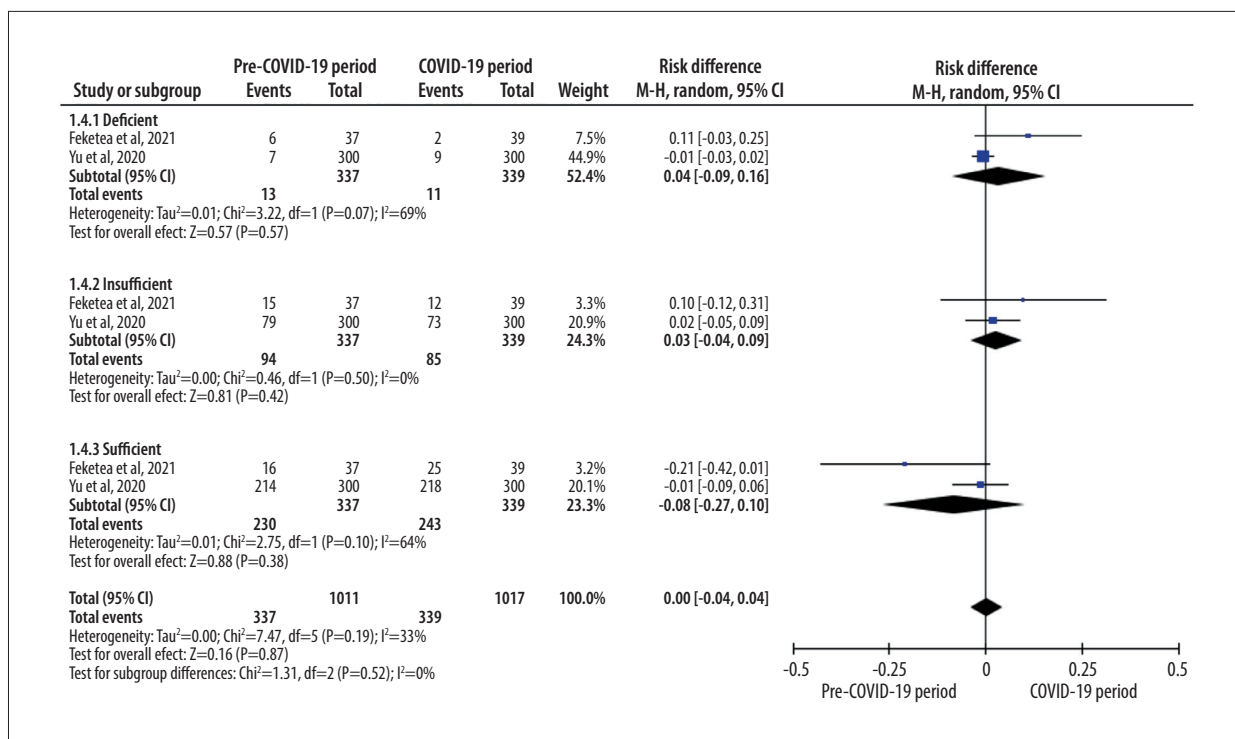 Pre-COVID-19 period COVID-19 period Risk difference Risk difference
Study or subgroup Events Total Events Total Weight M-H, random, 95% CI M-H, random, 95% CI
1.4.1 Deficient
Feketea et al, 2021 6 37 2 39 7.5% 0.11 [-0.03, 0.25]
Yu et al, 2020 7 300 9 300 44.9% -0.01 [-0.03, 0.02]
Subtotal (95% CI) 337 339 52.4% 0.04 [-0.09, 0.16]
Total events 13 11
Heterogeneity: Tau²=0.01; Chi²=3.22, df=1 (P=0.07); I²=69%
Test for overall efect: Z=0.57 (P=0.57)
1.4.2 Insufficient
Feketea et al, 2021 15 37 12 39 3.3% 0.10 [-0.12, 0.31]
Yu et al, 2020 79 300 73 300 20.9% 0.02 [-0.05, 0.09]
Subtotal (95% CI) 337 339 24.3% 0.03 [-0.04, 0.09]
Total events 94 85
Heterogeneity: Tau²=0.00; Chi²=0.46, df=1 (P=0.50); I²=0%
Test for overall efect: Z=0.81 (P=0.42)
1.4.3 Sufficient
Feketea et al, 2021 16 37 25 39 3.2% -0.21 [-0.42, 0.01]
Yu et al, 2020 214 300 218 300 20.1% -0.01 [-0.09, 0.06]
Subtotal (95% CI) 337 339 23.3% -0.08 [-0.27, 0.10]
Total events 230 243
Heterogeneity: Tau²=0.01; Chi²=2.75, df=1 (P=0.10); I²=64%
Test for overall efect: Z=0.88 (P=0.38)
Total (95% CI) 1011 1017 100.0% 0.00 [-0.04, 0.04]
Total events 337 339
Heterogeneity: Tau²=0.00; Chi²=7.47, df=5 (P=0.19); I²=33%
Test for overall efect: Z=0.16 (P=0.87)
Test for subgroup differences: Chi²=1.31, df=2 (P=0.52); I²=0%
-0.5 -0.25 0 0.25 0.5
Pre-COVID-19 period COVID-19 period